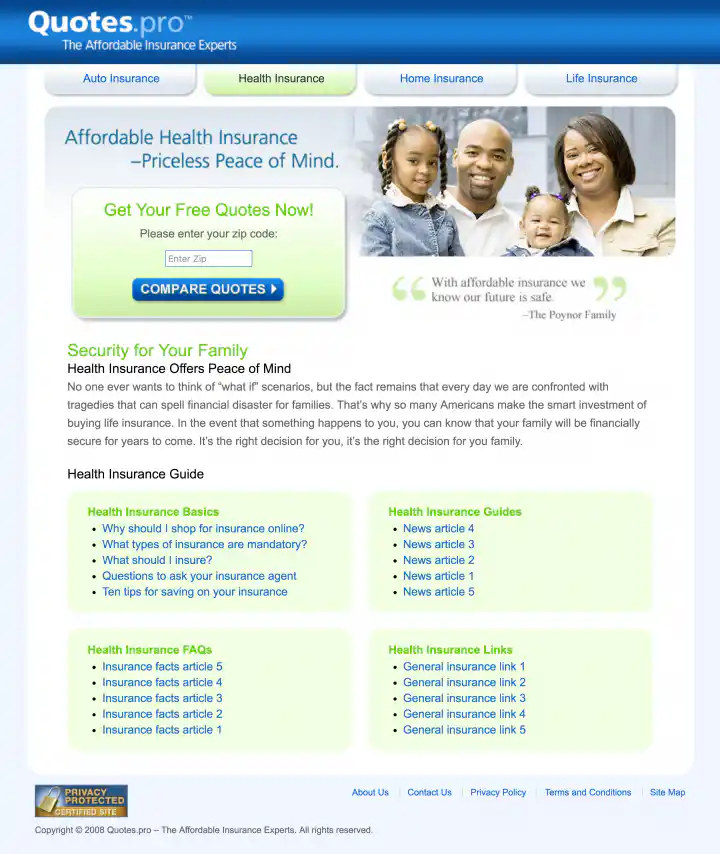 Quotes.pro™
The Affordable Insurance Experts
Auto Insurance
Health Insurance
Home Insurance
Life Insurance
Affordable Health Insurance
–Priceless Peace of Mind.
Get Your Free Quotes Now!
Please enter your zip code:
Enter Zip
COMPARE QUOTES
“ With affordable insurance we ”
know our future is safe.
–The Poynor Family
Security for Your Family
Health Insurance Offers Peace of Mind
No one ever wants to think of “what if” scenarios, but the fact remains that every day we are confronted with
tragedies that can spell financial disaster for families. That’s why so many Americans make the smart investment of
buying life insurance. In the event that something happens to you, you can know that your family will be financially
secure for years to come. It’s the right decision for you, it’s the right decision for you family.
Health Insurance Guide
Health Insurance Basics
• Why should I shop for insurance online?
• What types of insurance are mandatory?
• What should I insure?
• Questions to ask your insurance agent
• Ten tips for saving on your insurance
Health Insurance Guides
• News article 4
• News article 3
• News article 2
• News article 1
• News article 5
Health Insurance FAQs
• Insurance facts article 5
• Insurance facts article 4
• Insurance facts article 3
• Insurance facts article 2
• Insurance facts article 1
Health Insurance Links
• General insurance link 1
• General insurance link 2
• General insurance link 3
• General insurance link 4
• General insurance link 5
PRIVACY
PROTECTED
CERTIFIED SITE
About Us
Contact Us
Privacy Policy
Terms and Conditions
Site Map
Copyright © 2008 Quotes.pro – The Affordable Insurance Experts. All rights reserved.